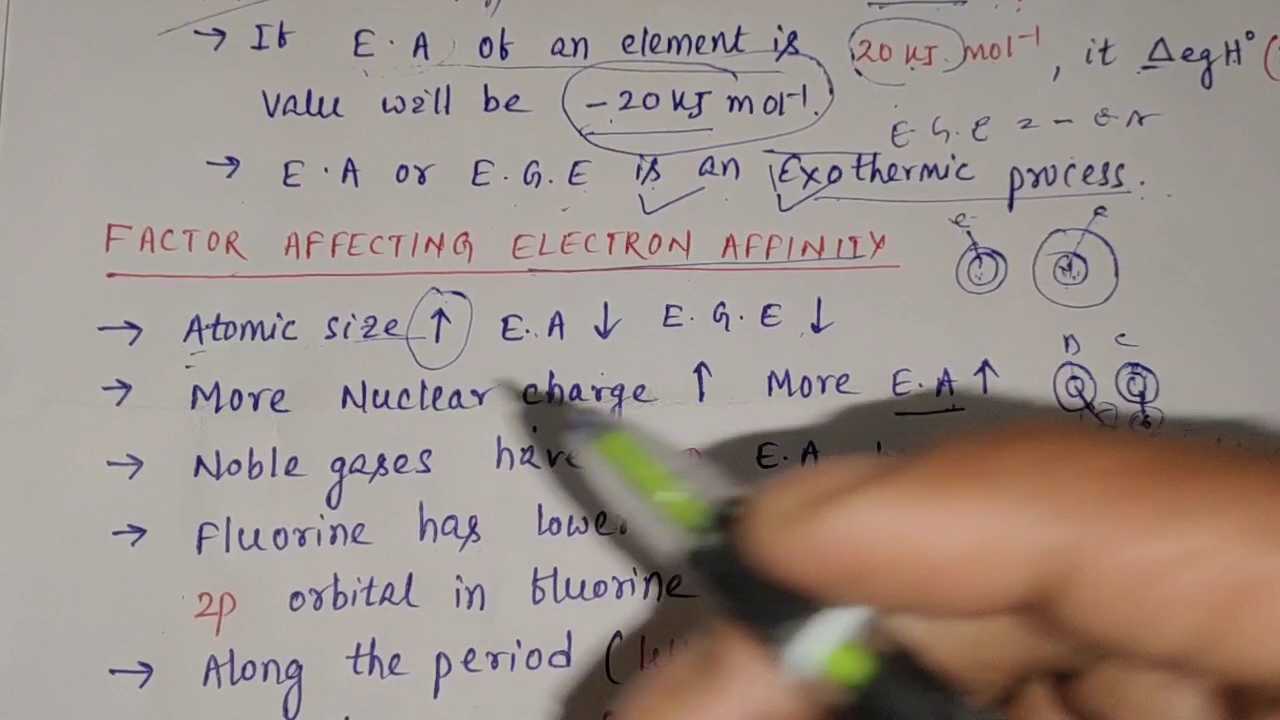 → If E.A of an element is 20 KJ mol⁻¹, it ΔegH° (
value will be -20 KJ mol⁻¹.
E.G.E = - E A
→ E.A or E.G.E is an Exothermic process.
FACTOR AFFECTING ELECTRON AFFINITY
e⁻ e
→ Atomic size ↑ E.A ↓ E.G.E ↓
B C
→ More Nuclear charge ↑ More E.A ↑
→ Noble gases have E.A
→ Fluorine has lower
2p orbital in fluorine
→ Along the period (